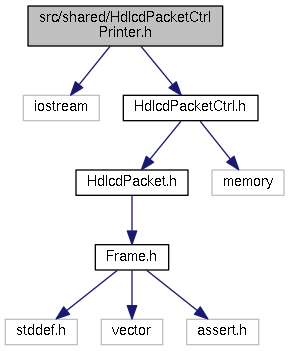 src/shared/HdlcdPacketCtrl
Printer.h
iostream
HdlcdPacketCtrl.h
HdlcdPacket.h
memory
Frame.h
stddef.h
vector
assert.h